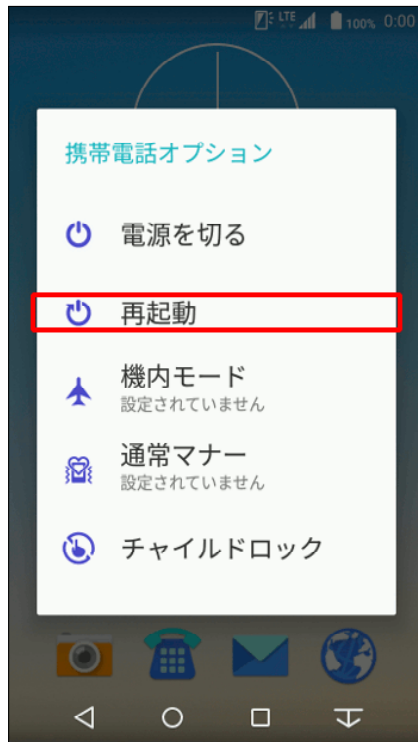 LTE 100% 0:00
携帯電話オプション
電源を切る
再起動
機内モード
設定されていません
通常マナー
設定されていません
チャイルドロック